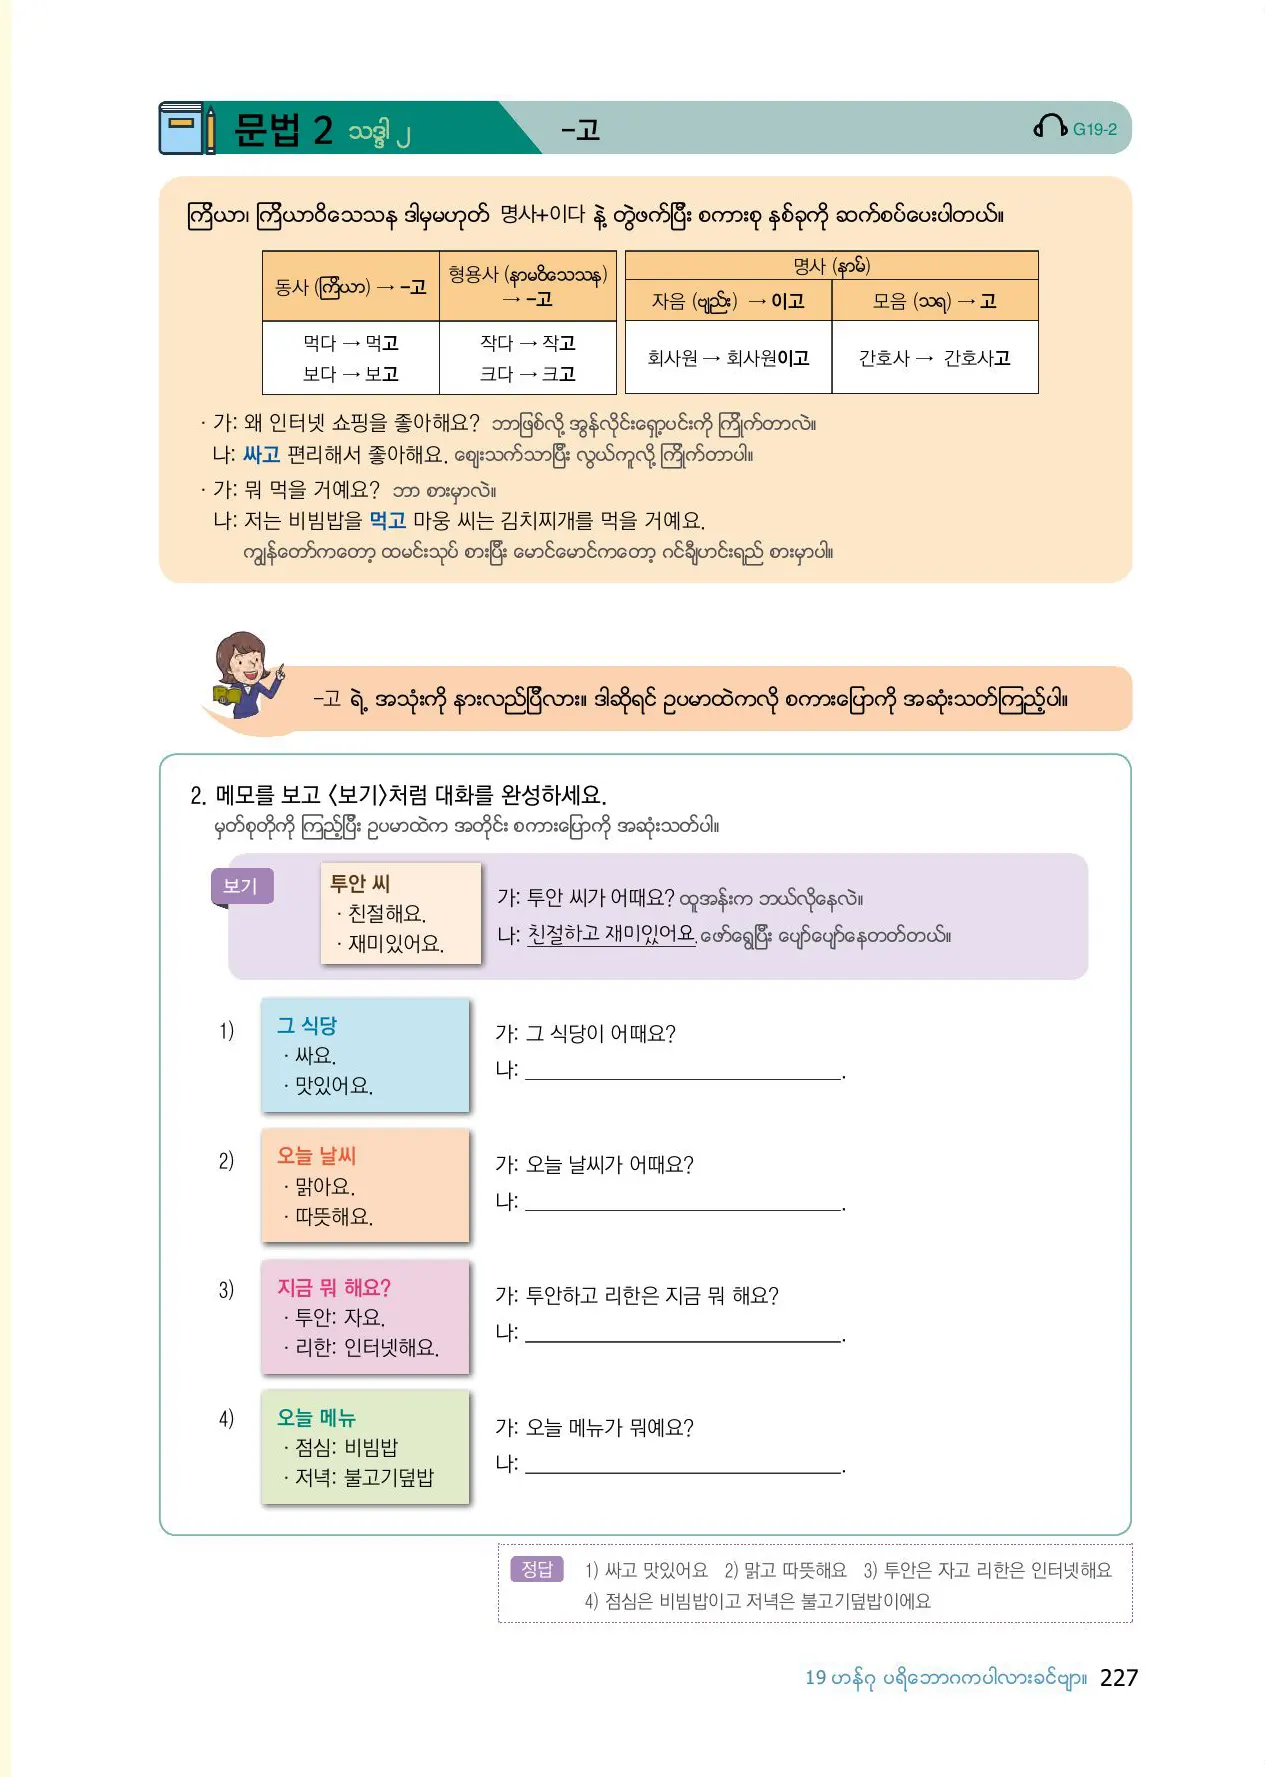 문법 2 သဒ္ဒါ ၂ -고 G19-2
ကြိယာ၊ ကြိယာဝိသေသန ဒါမှမဟုတ် 명사+이다 နဲ့ တွဲဖက်ပြီး စကားစု နှစ်ခုကို ဆက်စပ်ပေးပါတယ်။
동사 (ကြိယာ) → -고
형용사 (နာမဝိသေသန)
→ -고
명사 (နာမ်)
자음 (ဗျည်း) → 이고
모음 (သရ) → 고
먹다 → 먹고
보다 → 보고
작다 → 작고
크다 → 크고
회사원 → 회사원이고
간호사 → 간호사고
· 가: 왜 인터넷 쇼핑을 좋아해요? ဘာဖြစ်လို့ အွန်လိုင်းရှော့ပင်းကို ကြိုက်တာလဲ။
나: 싸고 편리해서 좋아해요. ဈေးသက်သာပြီး လွယ်ကူလို့ ကြိုက်တာပါ။
· 가: 뭐 먹을 거예요? ဘာ စားမှာလဲ။
나: 저는 비빔밥을 먹고 마웅 씨는 김치찌개를 먹을 거예요.
ကျွန်တော်ကတော့ ထမင်းသုပ် စားပြီး မောင်မောင်ကတော့ ဂင်ချီဟင်းရည် စားမှာပါ။
-고 ရဲ့ အသုံးကို နားလည်ပြီလား။ ဒါဆိုရင် ဥပမာထဲကလို စကားပြောကို အဆုံးသတ်ကြည့်ပါ။
2. 메모를 보고 〈보기〉처럼 대화를 완성하세요.
မှတ်စုတိုကို ကြည့်ပြီး ဥပမာထဲက အတိုင်း စကားပြောကို အဆုံးသတ်ပါ။
보기
투안 씨
· 친절해요.
· 재미있어요.
가: 투안 씨가 어때요? ထူအန်းက ဘယ်လိုနေလဲ။
나: 친절하고 재미있어요. ဖော်ရွေပြီး ပျော်ပျော်နေတတ်တယ်။
1)
그 식당
· 싸요.
· 맛있어요.
가: 그 식당이 어때요?
나: ______________________________.
2)
오늘 날씨
· 맑아요.
· 따뜻해요.
가: 오늘 날씨가 어때요?
나: ______________________________.
3)
지금 뭐 해요?
· 투안: 자요.
· 리한: 인터넷해요.
가: 투안하고 리한은 지금 뭐 해요?
나: ______________________________.
4)
오늘 메뉴
· 점심: 비빔밥
· 저녁: 불고기덮밥
가: 오늘 메뉴가 뭐예요?
나: ______________________________.
정답 1) 싸고 맛있어요 2) 맑고 따뜻해요 3) 투안은 자고 리한은 인터넷해요
4) 점심은 비빔밥이고 저녁은 불고기덮밥이에요
19 ဟန်ဂု ပရိဘောဂကပါလားခင်ဗျာ။ 227